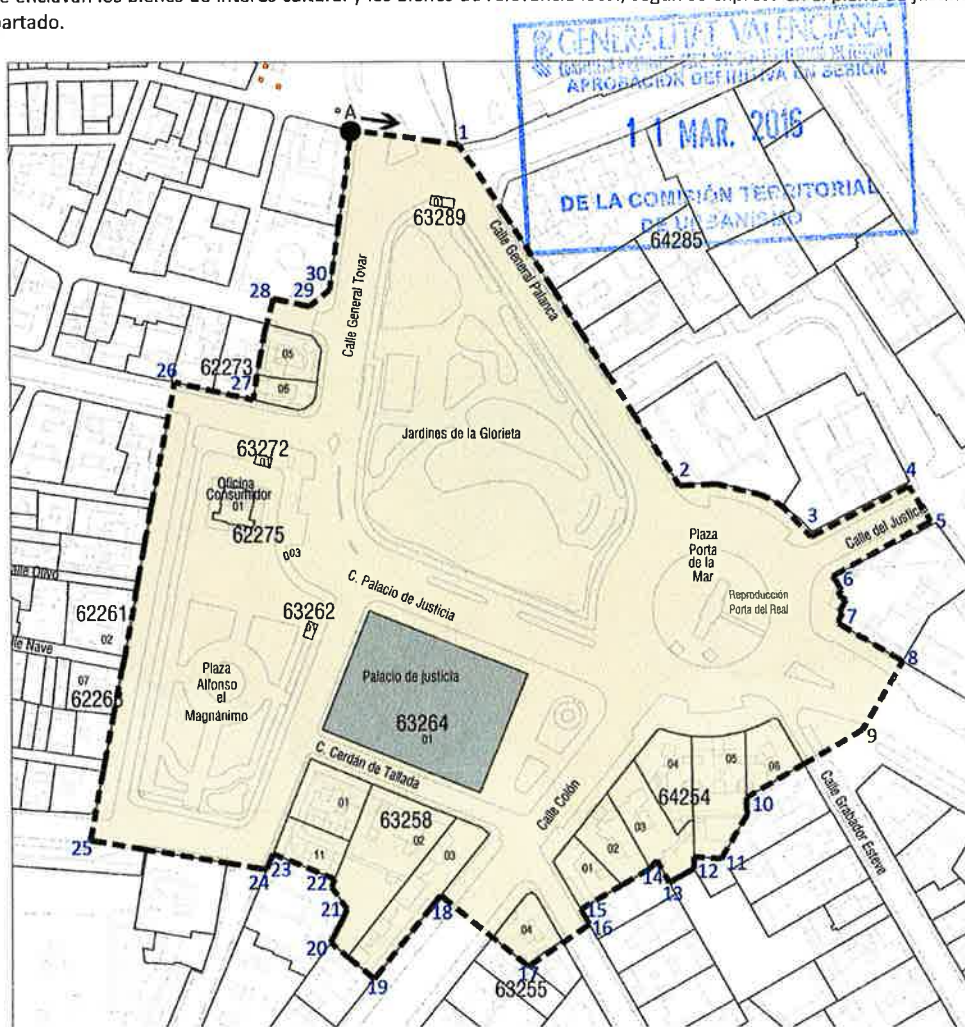 artado.
GENERALITAT VALENCIANA
APROBACIÓN DEFINITIVA EN SESIÓN
11 MAR. 2016
DE LA COMISIÓN TERRITORIAL
DE URBANISMO
64285
A
1
63289
Calle General Palanca
Calle General Tovar
30
28
29
05
62273
26
27
06
63272
01
Jardines de la Glorieta
Oficina
Consumidor
01
62275
03
2
4
3
5
Calle del Justicia
Plaza
Porta
de la
Mar
6
Reproducción
Porta del Real
7
8
9
C. Palacio de Justicia
62261
02
63262
07
Plaza
Alfonso
el
Magnánimo
Palacio de justicia
63264
01
C. Cerdán de Tallada
Calle Colón
04
05
06
64254
10
Calle Grabador Esteve
01
63258
02
03
11
03
02
01
11
12
13
14
25
24
23
22
21
20
19
18
15
16
04
17
63255